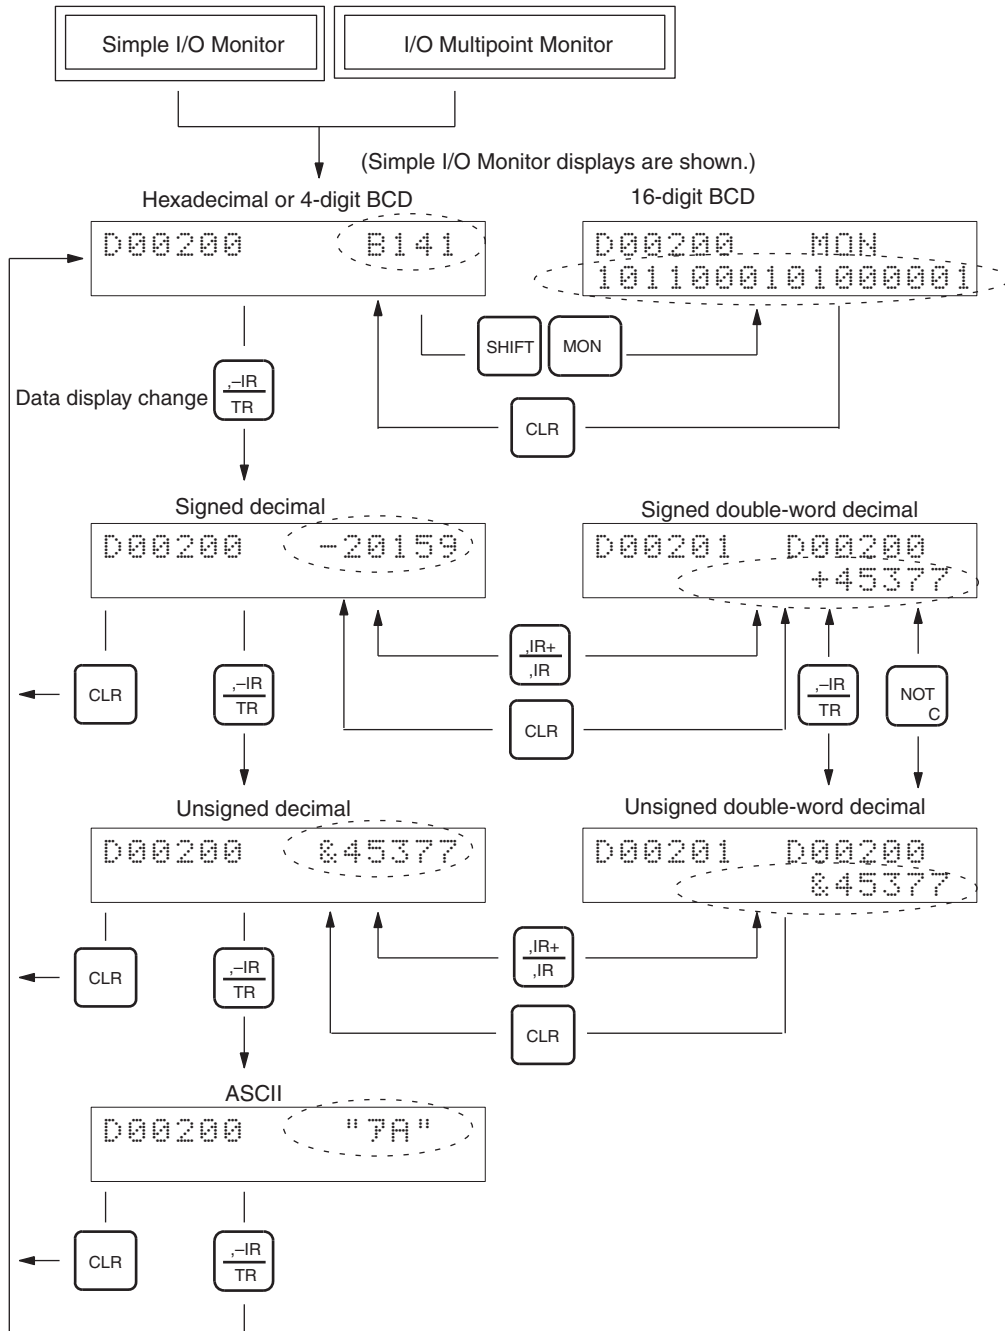 Simple I/O Monitor
I/O Multipoint Monitor
(Simple I/O Monitor displays are shown.)
Hexadecimal or 4-digit BCD
16-digit BCD
D00200 B141
D00200 MON
1011000101000001
SHIFT
MON
Data display change
,–IR
TR
CLR
Signed decimal
Signed double-word decimal
D00200 –20159
D00201 D00200
+45377
,IR+
,IR
CLR
,–IR
TR
CLR
,–IR
TR
NOT
C
Unsigned decimal
Unsigned double-word decimal
D00200 &45377
D00201 D00200
&45377
CLR
,–IR
TR
,IR+
,IR
CLR
ASCII
D00200 "7A"
CLR
,–IR
TR